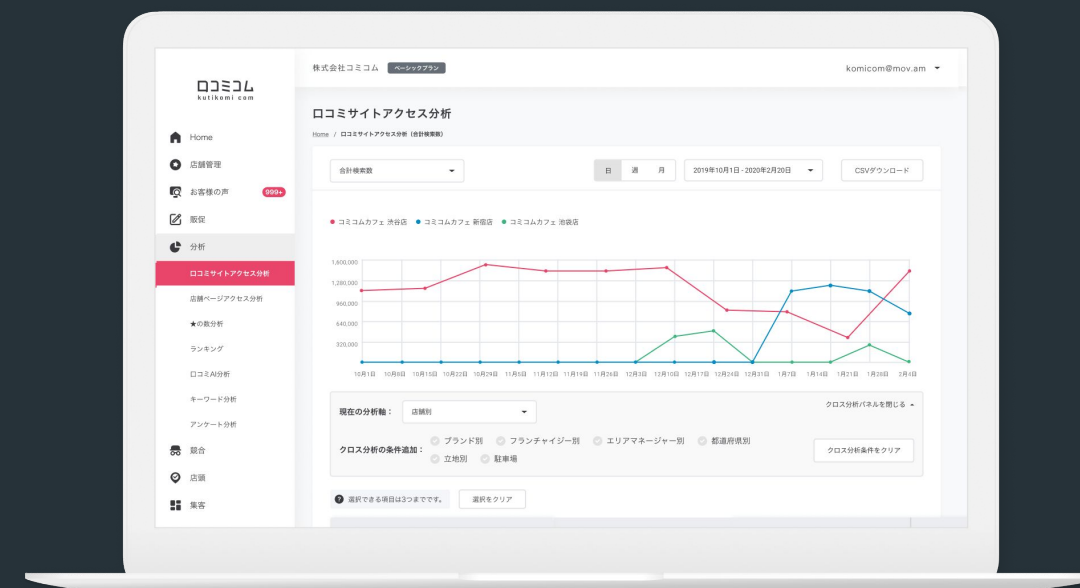 口コミコム
kutikomi com
株式会社コミコム ベーシックプラン
komicom@mov.am
Home
店舗管理
お客様の声 999+
販促
分析
口コミサイトアクセス分析
店舗ページアクセス分析
★の数分析
ランキング
口コミAI分析
キーワード分析
アンケート分析
競合
店頭
集客
口コミサイトアクセス分析
Home / 口コミサイトアクセス分析（合計検索数）
合計検索数
日 週 月
2019年10月1日-2020年2月20日
CSVダウンロード
コミコムカフェ 渋谷店 コミコムカフェ 新宿店 コミコムカフェ 池袋店
1,600,000
1,280,000
960,000
640,000
320,000
10月1日 10月8日 10月15日 10月22日 10月29日 11月5日 11月12日 11月19日 11月26日 12月3日 12月10日 12月17日 12月24日 12月31日 1月7日 1月14日 1月21日 1月28日 2月4日
クロス分析パネルを閉じる
現在の分析軸： 店舗別
クロス分析の条件追加：
ブランド別 フランチャイジー別 エリアマネージャー別 都道府県別
立地別 駐車場
クロス分析条件をクリア
? 選択できる項目は3つまでです。
選択をクリア